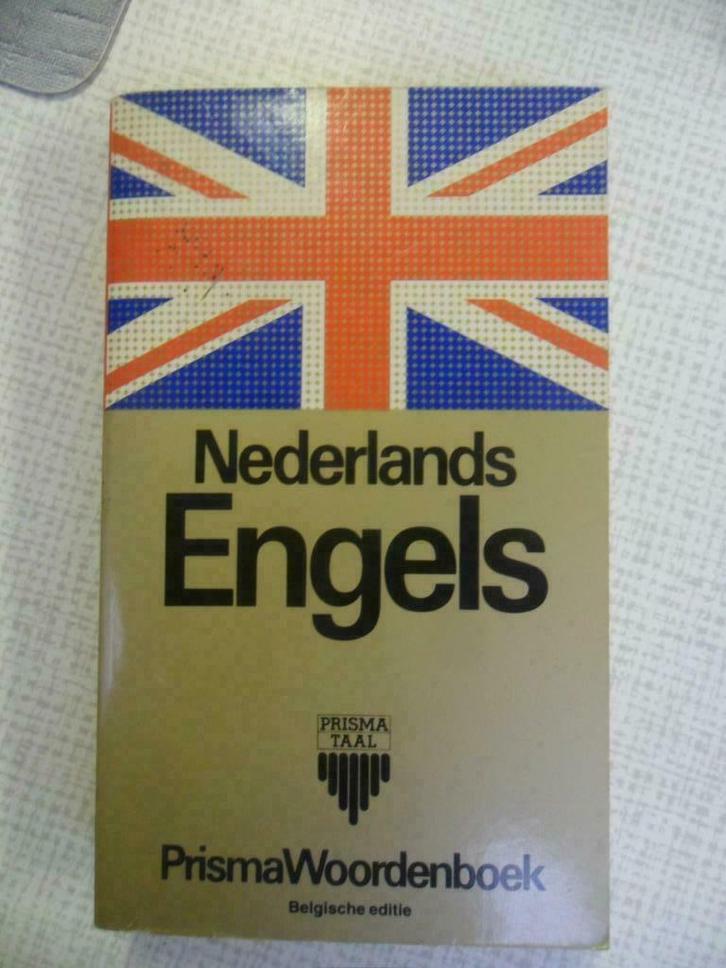 Nederlands
Engels
PRISMA
TAAL
PrismaWoordenboek
Belgische editie